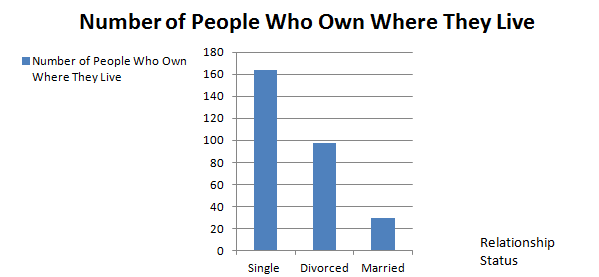 Number of People Who Own Where They Live
Number of People Who Own
Where They Live
180
160
140
120
100
80
60
40
20
0
Single Divorced Married
Relationship
Status